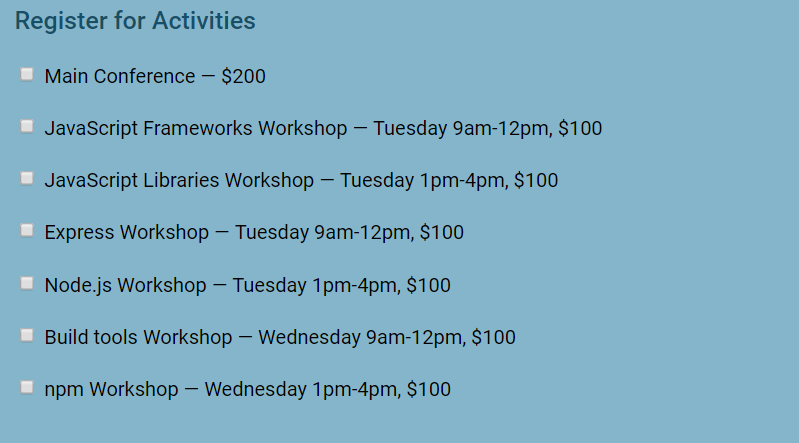 Register for Activities
Main Conference — $200
JavaScript Frameworks Workshop — Tuesday 9am-12pm, $100
JavaScript Libraries Workshop — Tuesday 1pm-4pm, $100
Express Workshop — Tuesday 9am-12pm, $100
Node.js Workshop — Tuesday 1pm-4pm, $100
Build tools Workshop — Wednesday 9am-12pm, $100
npm Workshop — Wednesday 1pm-4pm, $100